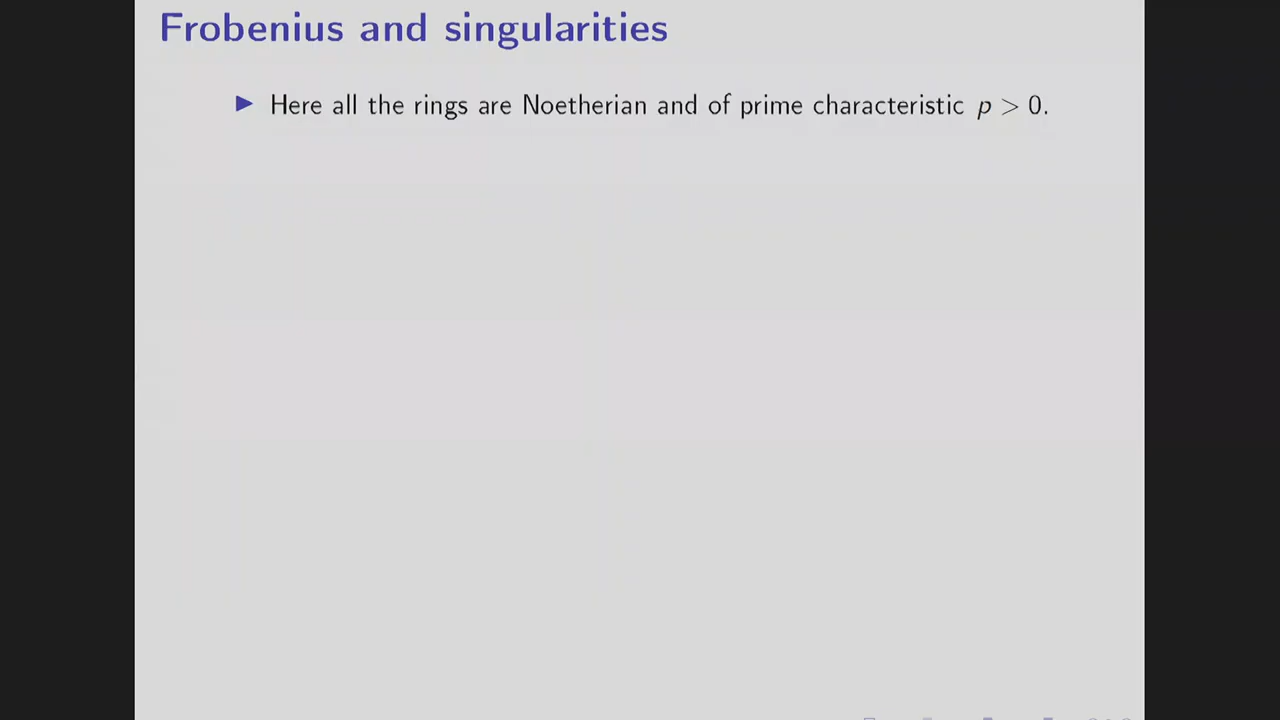 Frobenius and singularities
▶ Here all the rings are Noetherian and of prime characteristic p > 0.